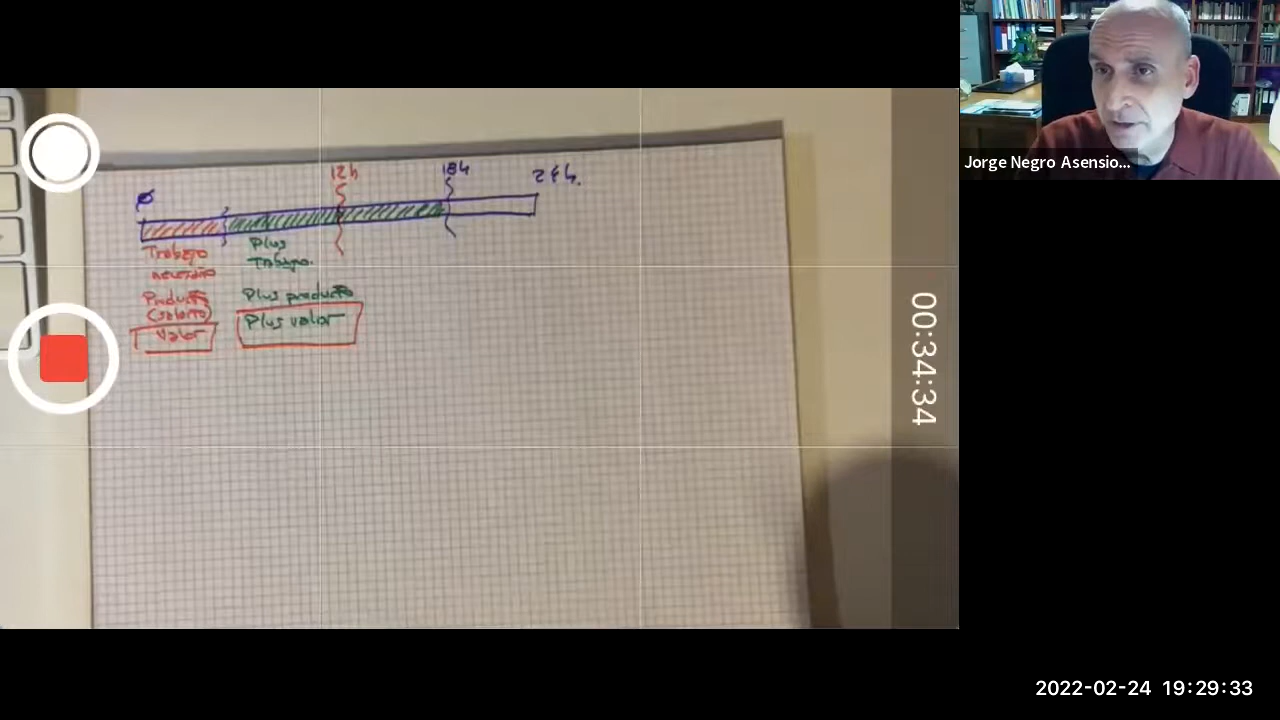 Ø 12h 18h 24h.
Trabajo
necesario
Plus
Trabajo.
Producto
(salario)
Valor
Plus producto
Plus valor
00:34:34
Jorge Negro Asensio...
2022-02-24 19:29:33